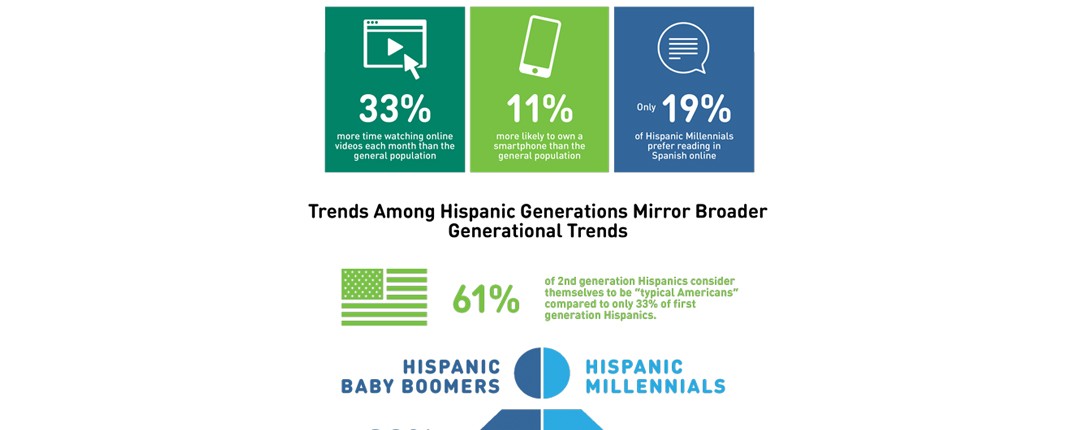 33%
more time watching online
videos each month than the
general population
11%
more likely to own a
smartphone than the
general population
Only 19%
of Hispanic Millennials
prefer reading in
Spanish online
Trends Among Hispanic Generations Mirror Broader
Generational Trends
61%
of 2nd generation Hispanics consider
themselves to be "typical Americans"
compared to only 33% of first
generation Hispanics.
HISPANIC
BABY BOOMERS
HISPANIC
MILLENNIALS